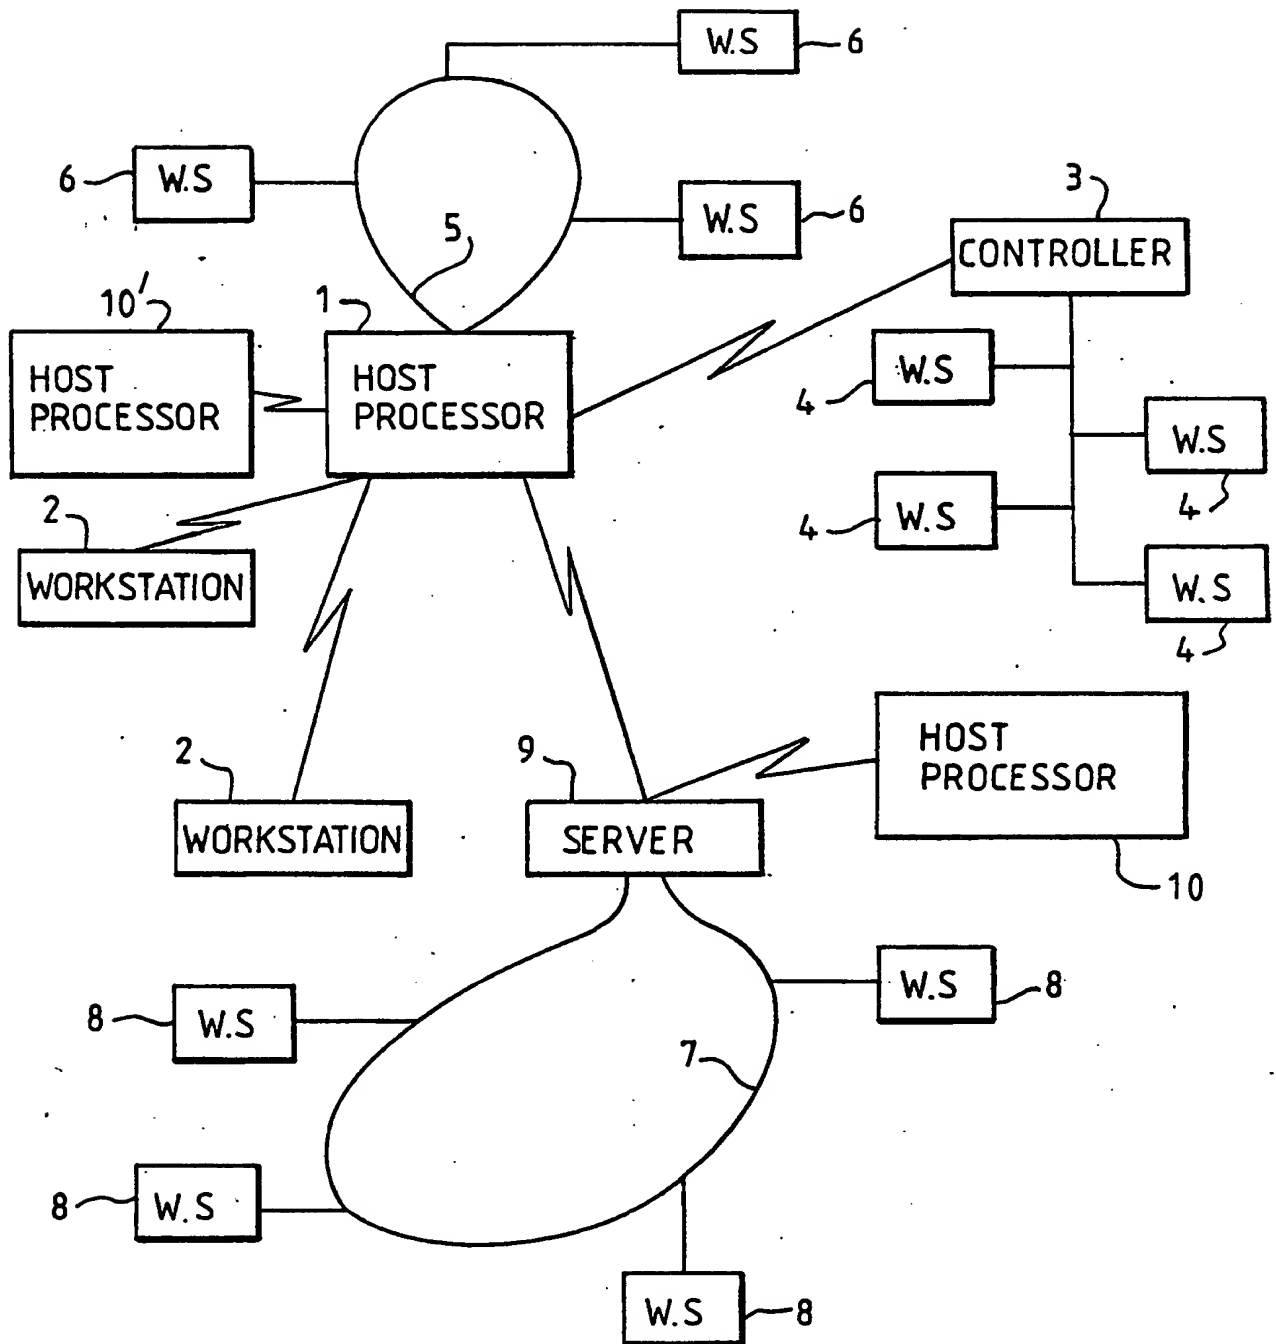 W.S
6
W.S
6
W.S
6
5
3
CONTROLLER
10'
HOST
PROCESSOR
1
HOST
PROCESSOR
W.S
4
W.S
4
W.S
4
W.S
4
2
WORKSTATION
2
WORKSTATION
9
SERVER
HOST
PROCESSOR
10
W.S
8
W.S
8
7
W.S
8
W.S
8